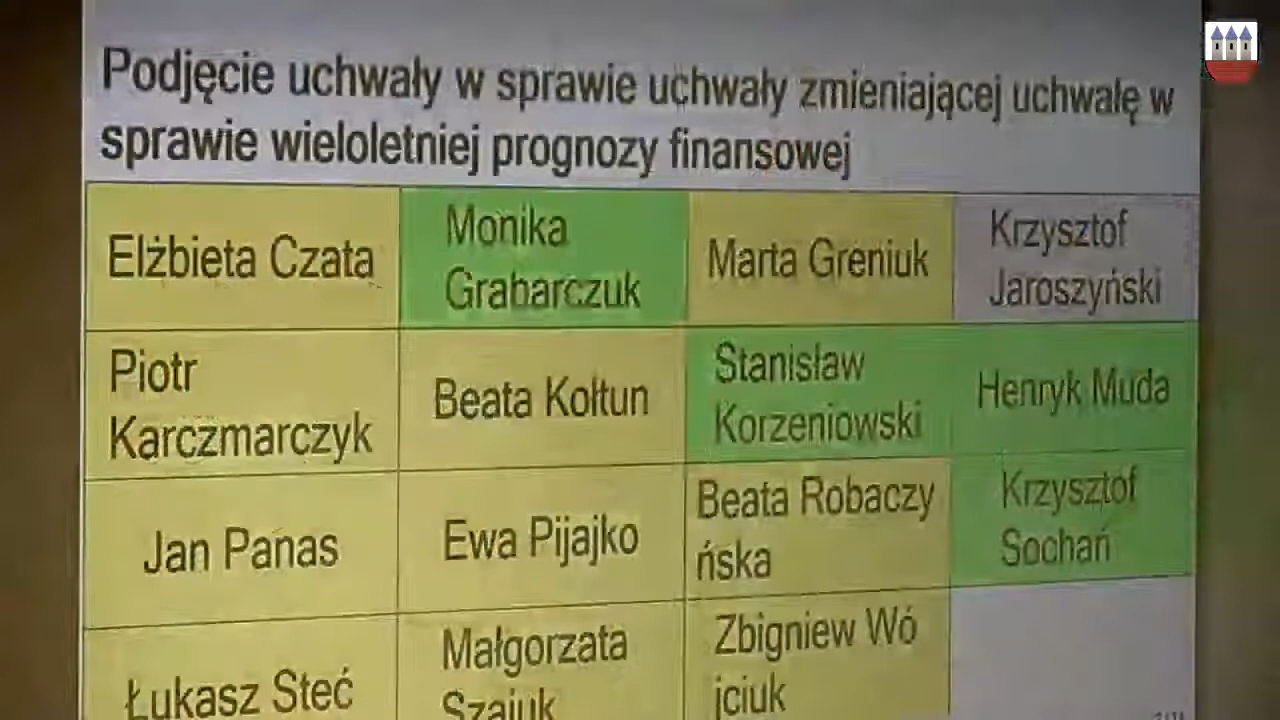 Podjęcie uchwały w sprawie uchwały zmieniającej uchwałę w
sprawie wieloletniej prognozy finansowej
Elżbieta Czata
Monika
Grabarczuk
Marta Greniuk
Krzysztof
Jaroszyński
Piotr
Karczmarczyk
Beata Kołtun
Stanisław
Korzeniowski
Henryk Muda
Jan Panas
Ewa Pijajko
Beata Robaczy
ńska
Krzysztof
Sochań
Łukasz Steć
Małgorzata
Szajuk
Zbigniew Wó
jciuk